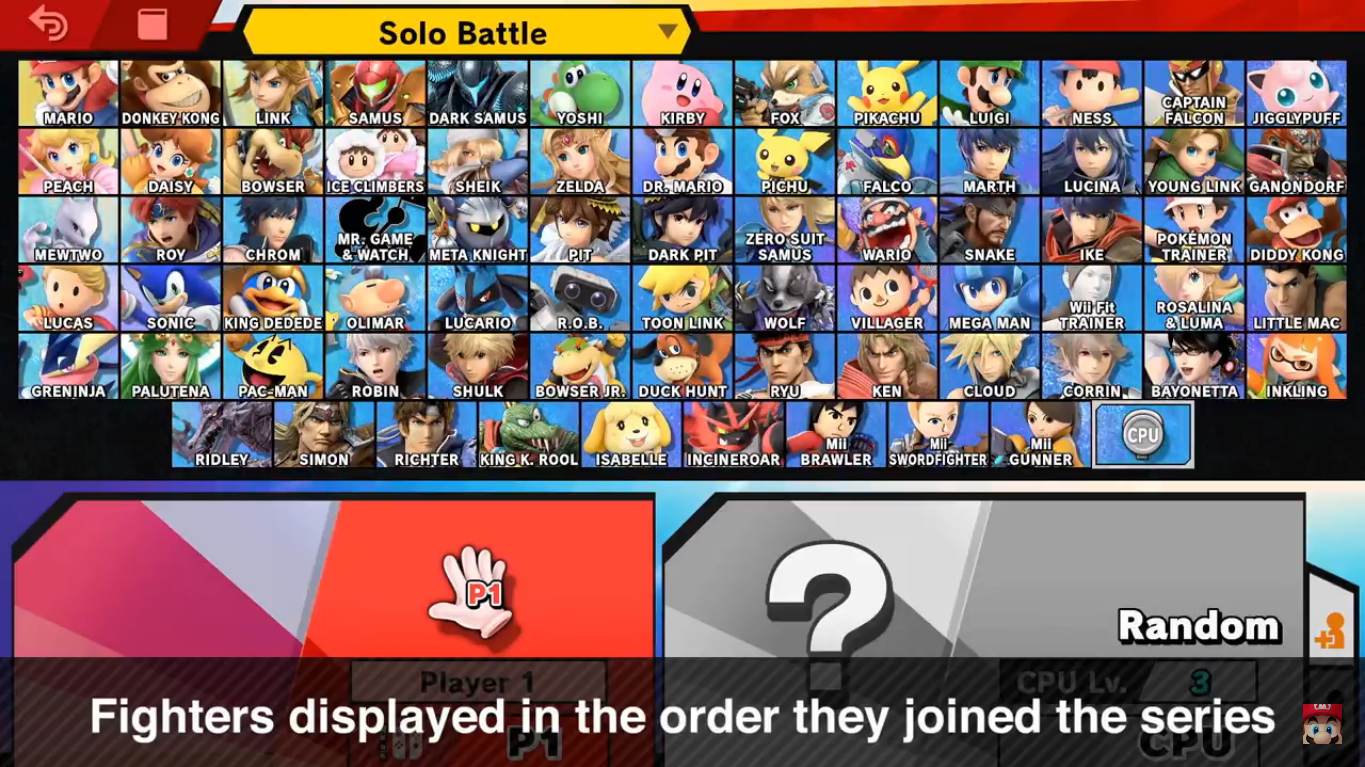 Solo Battle
MARIO
DONKEY KONG
LINK
SAMUS
DARK SAMUS
YOSHI
KIRBY
FOX
PIKACHU
LUIGI
NESS
CAPTAIN
FALCON
JIGGLYPUFF
PEACH
DAISY
BOWSER
ICE CLIMBERS
SHEIK
ZELDA
DR. MARIO
PICHU
FALCO
MARTH
LUCINA
YOUNG LINK
GANONDORF
MEWTWO
ROY
CHROM
MR. GAME
& WATCH
META KNIGHT
PIT
DARK PIT
ZERO SUIT
SAMUS
WARIO
SNAKE
IKE
POKÉMON
TRAINER
DIDDY KONG
LUCAS
SONIC
KING DEDEDE
OLIMAR
LUCARIO
R.O.B.
TOON LINK
WOLF
VILLAGER
MEGA MAN
Wii Fit
TRAINER
ROSALINA
& LUMA
LITTLE MAC
GRENINJA
PALUTENA
PAC-MAN
ROBIN
SHULK
BOWSER JR.
DUCK HUNT
RYU
KEN
CLOUD
CORRIN
BAYONETTA
INKLING
RIDLEY
SIMON
RICHTER
KING K. ROOL
ISABELLE
INCINEROAR
Mii
BRAWLER
Mii
SWORDFIGHTER
Mii
GUNNER
CPU
P1
?
Random
Player 1
CPU Lv. 3
Fighters displayed in the order they joined the series
P1
CPU